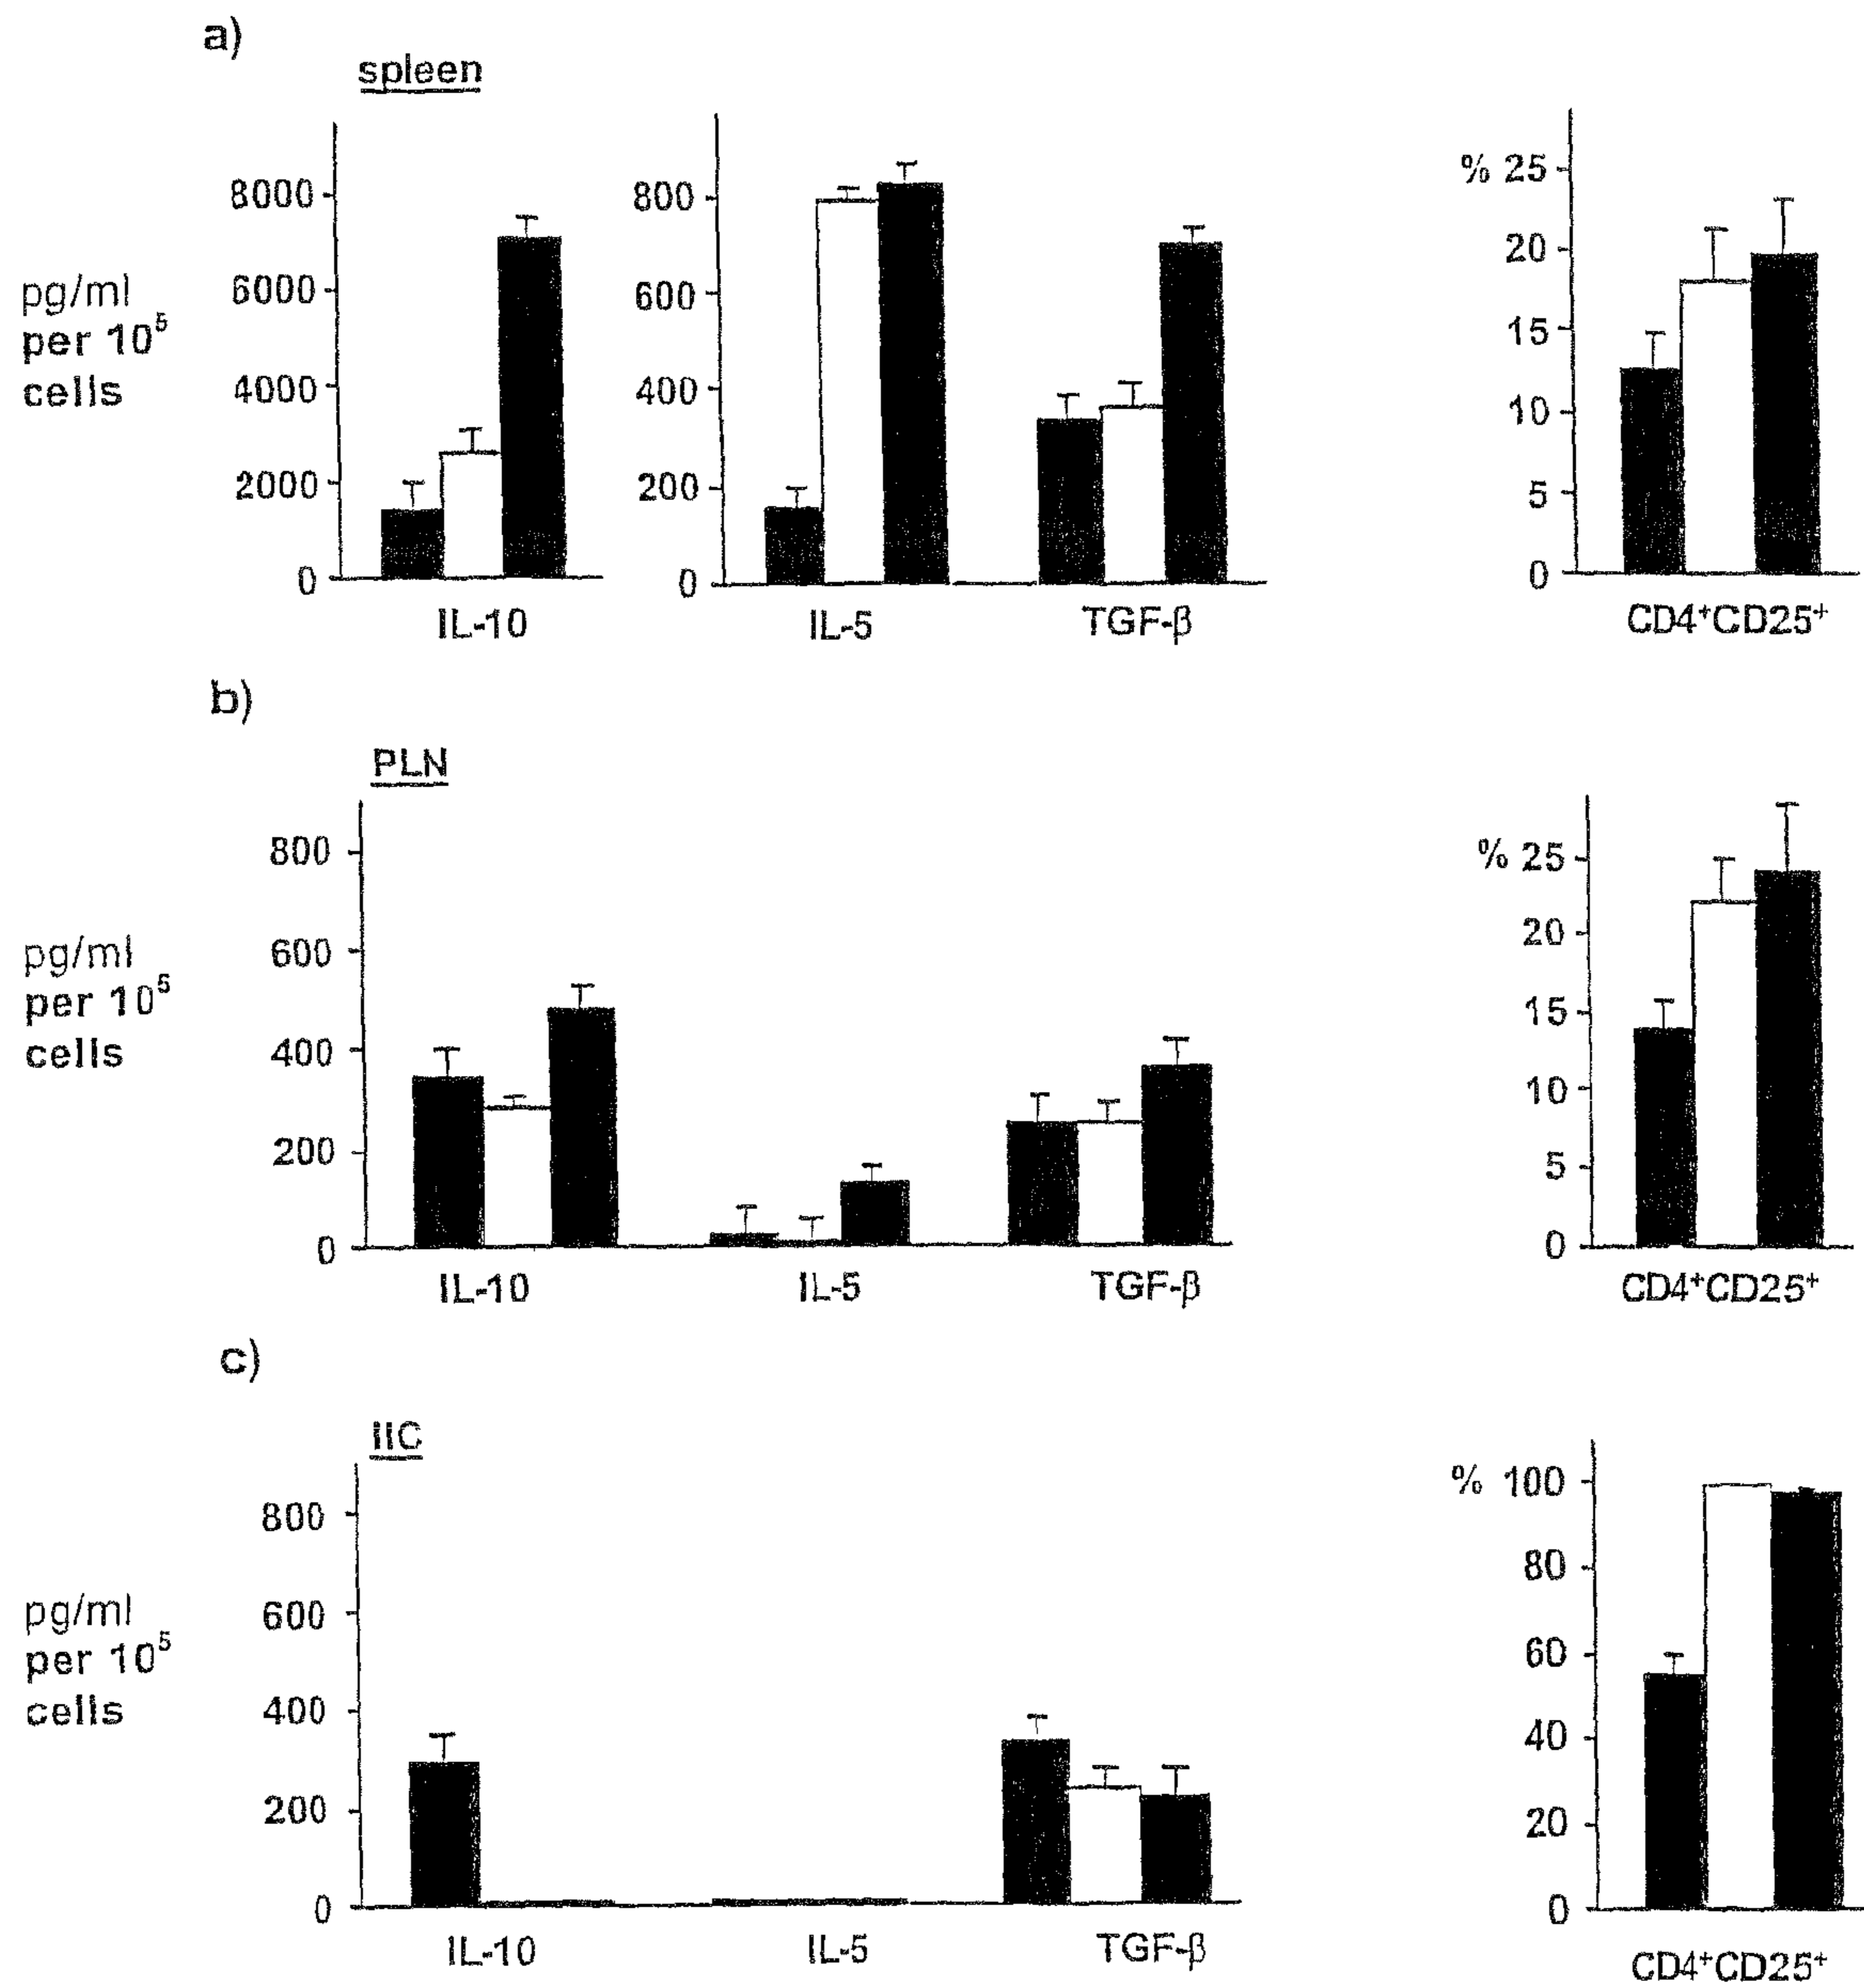 a)
spleen
pg/ml
per 10⁵
cells
8000
6000
4000
2000
0
IL-10
800
600
400
200
0
IL-5
TGF-β
% 25
20
15
10
5
0
CD4⁺CD25⁺
b)
PLN
pg/ml
per 10⁵
cells
800
600
400
200
0
IL-10
IL-5
TGF-β
% 25
20
15
10
5
0
CD4⁺CD25⁺
c)
IIC
pg/ml
per 10⁵
cells
800
600
400
200
0
IL-10
IL-5
TGF-β
% 100
80
60
40
20
0
CD4⁺CD25⁺